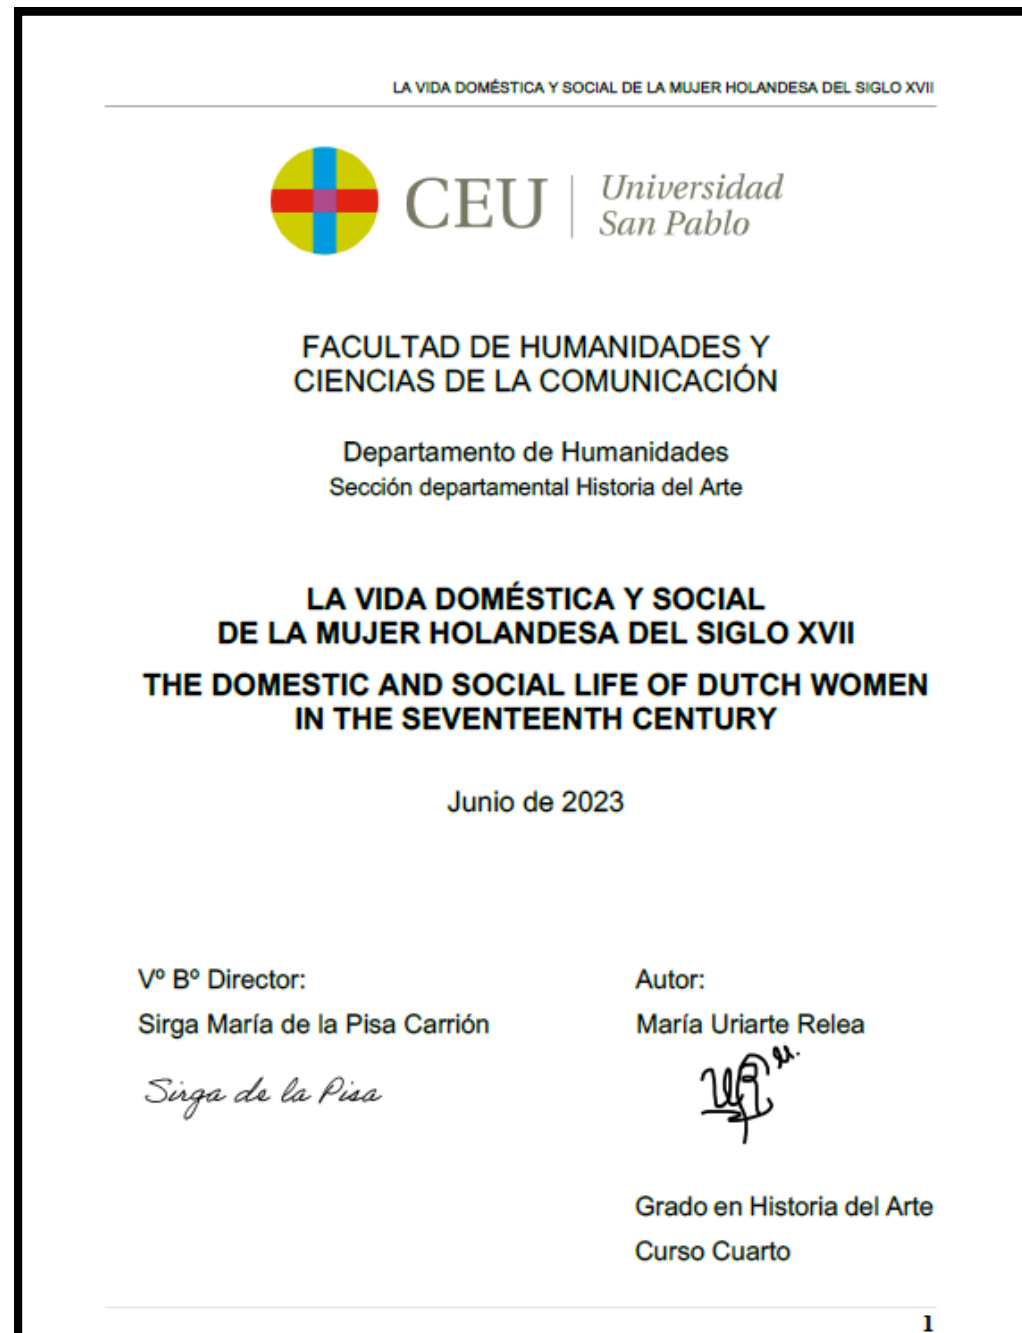 LA VIDA DOMÉSTICA Y SOCIAL DE LA MUJER HOLANDESA DEL SIGLO XVII
CEU Universidad
San Pablo
FACULTAD DE HUMANIDADES Y
CIENCIAS DE LA COMUNICACIÓN
Departamento de Humanidades
Sección departamental Historia del Arte
LA VIDA DOMÉSTICA Y SOCIAL
DE LA MUJER HOLANDESA DEL SIGLO XVII
THE DOMESTIC AND SOCIAL LIFE OF DUTCH WOMEN
IN THE SEVENTEENTH CENTURY
Junio de 2023
Vº Bº Director:
Sirga María de la Pisa Carrión
Sirga de la Pisa
Autor:
María Uriarte Relea
Grado en Historia del Arte
Curso Cuarto
1